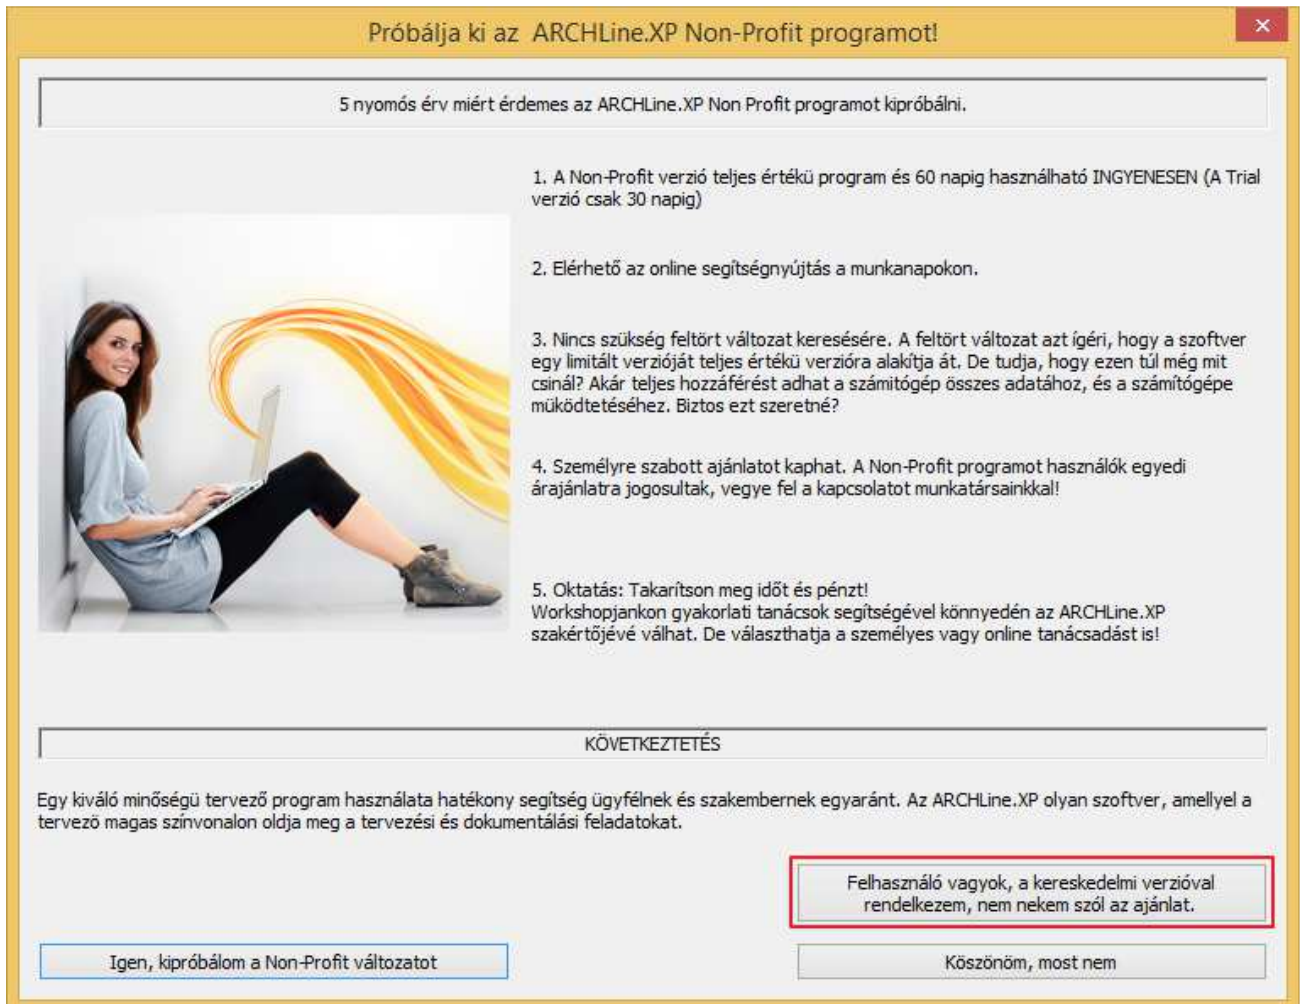 Próbálja ki az ARCHLine.XP Non-Profit programot!
5 nyomós érv miért érdemes az ARCHLine.XP Non Profit programot kipróbálni.
1. A Non-Profit verzió teljes értékü program és 60 napig használható INGYENESEN (A Trial
verzió csak 30 napig)
2. Elérhető az online segítségnyújtás a munkanapokon.
3. Nincs szükség feltört változat keresésére. A feltört változat azt ígéri, hogy a szoftver
egy limitált verzióját teljes értékü verzióra alakítja át. De tudja, hogy ezen túl még mit
csinál? Akár teljes hozzáférést adhat a számitógép összes adatához, és a számítógépe
müködtetéséhez. Biztos ezt szeretné?
4. Személyre szabott ajánlatot kaphat. A Non-Profit programot használók egyedi
árajánlatra jogosultak, vegye fel a kapcsolatot munkatársainkkal!
5. Oktatás: Takarítson meg időt és pénzt!
Workshopjankon gyakorlati tanácsok segítségével könnyedén az ARCHLine.XP
szakértőjévé válhat. De választhatja a személyes vagy online tanácsadást is!
KÖVETKEZTETÉS
Egy kiváló minőségü tervező program használata hatékony segítség ügyfélnek és szakembernek egyaránt. Az ARCHLine.XP olyan szoftver, amellyel a
tervezö magas színvonalon oldja meg a tervezési és dokumentálási feladatokat.
Felhasználó vagyok, a kereskedelmi verzióval
rendelkezem, nem nekem szól az ajánlat.
Igen, kipróbálom a Non-Profit változatot
Köszönöm, most nem